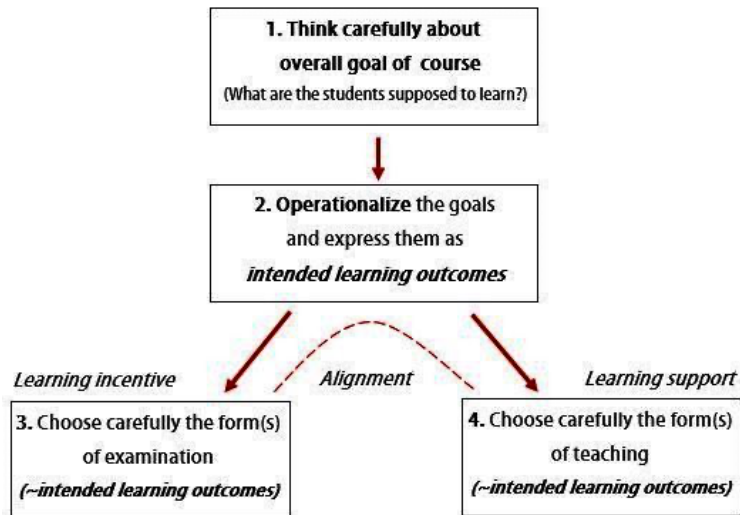 1. Think carefully about
overall goal of course
(What are the students supposed to learn?)
2. Operationalize the goals
and express them as
intended learning outcomes
Learning incentive
Alignment
Learning support
3. Choose carefully the form(s)
of examination
(~intended learning outcomes)
4. Choose carefully the form(s)
of teaching
(~intended learning outcomes)